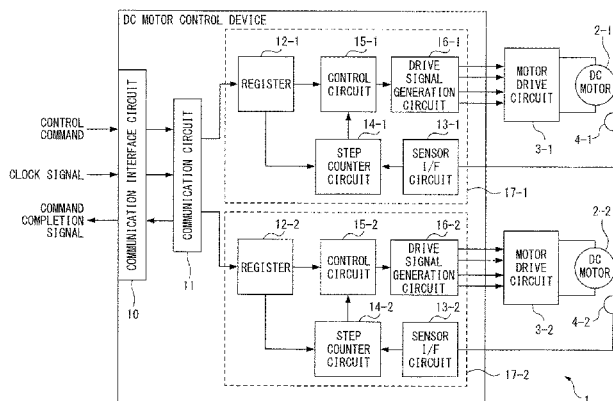 DC MOTOR CONTROL DEVICE
12-1
15-1
16-1
2-1
REGISTER
CONTROL
CIRCUIT
DRIVE
SIGNAL
GENERATION
CIRCUIT
MOTOR
DRIVE
CIRCUIT
DC
MOTOR
14-1
13-1
3-1
4-1
STEP
COUNTER
CIRCUIT
SENSOR
I/F
CIRCUIT
17-1
CONTROL
COMMAND
CLOCK SIGNAL
COMMAND
COMPLETION
SIGNAL
COMMUNICATION INTERFACE CIRCUIT
COMMUNICATION CIRCUIT
10
11
12-2
15-2
16-2
2-2
REGISTER
CONTROL
CIRCUIT
DRIVE
SIGNAL
GENERATION
CIRCUIT
MOTOR
DRIVE
CIRCUIT
DC
MOTOR
14-2
13-2
3-2
4-2
STEP
COUNTER
CIRCUIT
SENSOR
I/F
CIRCUIT
17-2
1